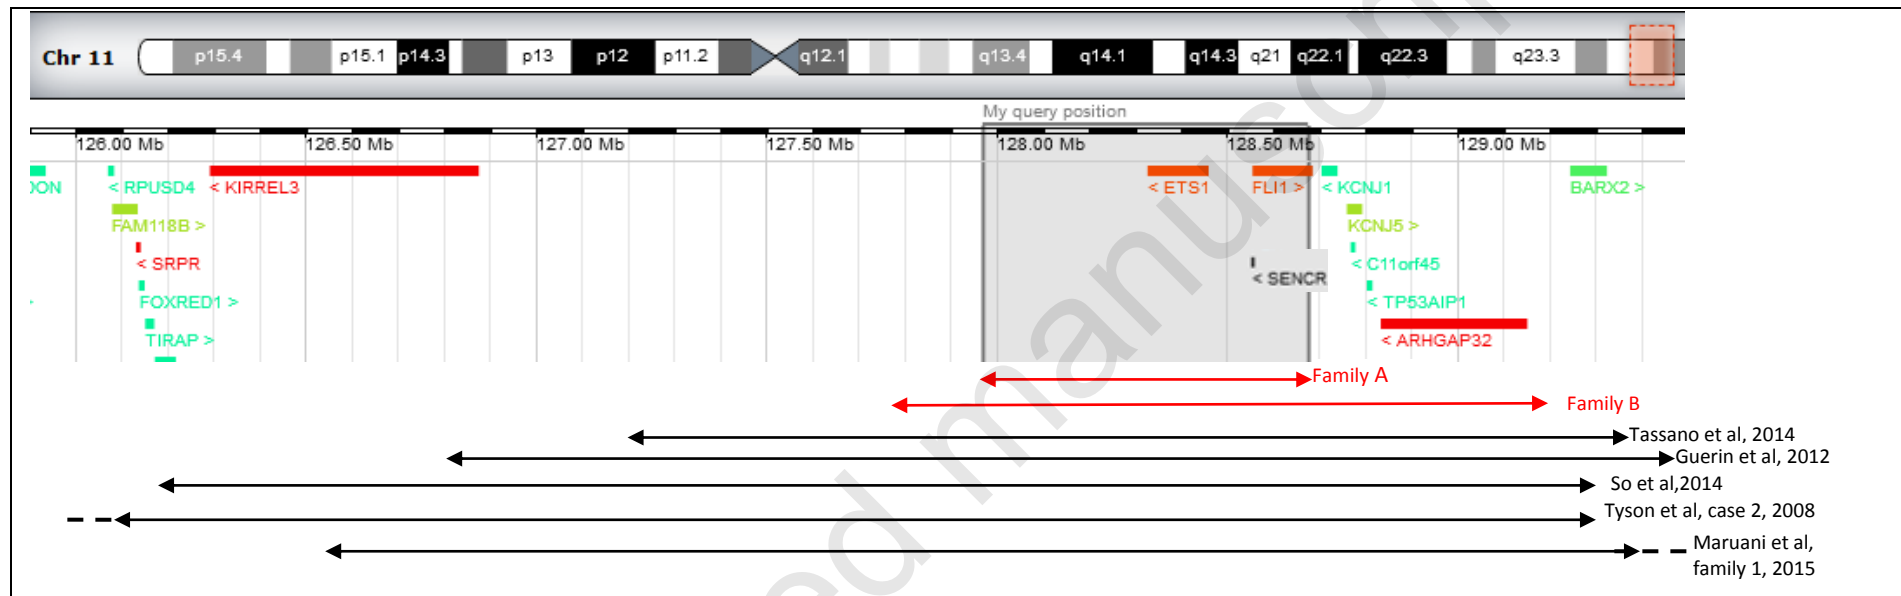 Chr 11 p15.4 p15.1 p14.3 p13 p12 p11.2 q12.1 q13.4 q14.1 q14.3 q21 q22.1 q22.3 q23.3
My query position
126.00 Mb 126.50 Mb 127.00 Mb 127.50 Mb 128.00 Mb 128.50 Mb 129.00 Mb
< RPUSD4 < KIRREL3 < ETS1 FLI1 > < KCNJ1 BARX2 >
FAM118B > KCNJ5 >
< SRPR < C11orf45
< SENCR
FOXRED1 > < TP53AIP1
TIRAP > < ARHGAP32
Family A
Family B
Tassano et al, 2014
Guerin et al, 2012
So et al,2014
Tyson et al, case 2, 2008
Maruani et al,
family 1, 2015
ed manuscrip